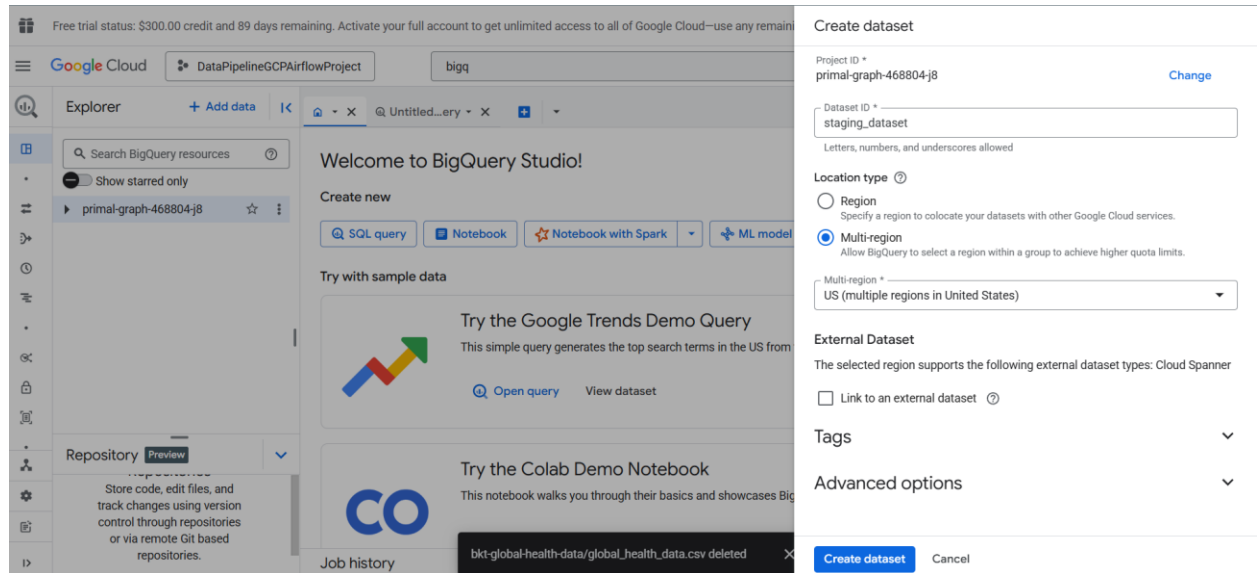 Free trial status: $300.00 credit and 89 days remaining. Activate your full account to get unlimited access to all of Google Cloud—use any remaini
Google Cloud
DataPipelineGCPAirflowProject
bigq
Explorer
+ Add data
Untitled...ery
Search BigQuery resources
Show starred only
primal-graph-468804-j8
Repository
Preview
Store code, edit files, and
track changes using version
control through repositories
or via remote Git based
repositories.
Welcome to BigQuery Studio!
Create new
SQL query
Notebook
Notebook with Spark
ML model
Try with sample data
Try the Google Trends Demo Query
This simple query generates the top search terms in the US from
Open query
View dataset
Try the Colab Demo Notebook
This notebook walks you through their basics and showcases Big
Job history
bkt-global-health-data/global_health_data.csv deleted
Create dataset
Project ID *
primal-graph-468804-j8
Change
Dataset ID *
staging_dataset
Letters, numbers, and underscores allowed
Location type
Region
Specify a region to colocate your datasets with other Google Cloud services.
Multi-region
Allow BigQuery to select a region within a group to achieve higher quota limits.
Multi-region *
US (multiple regions in United States)
External Dataset
The selected region supports the following external dataset types: Cloud Spanner
Link to an external dataset
Tags
Advanced options
Create dataset
Cancel